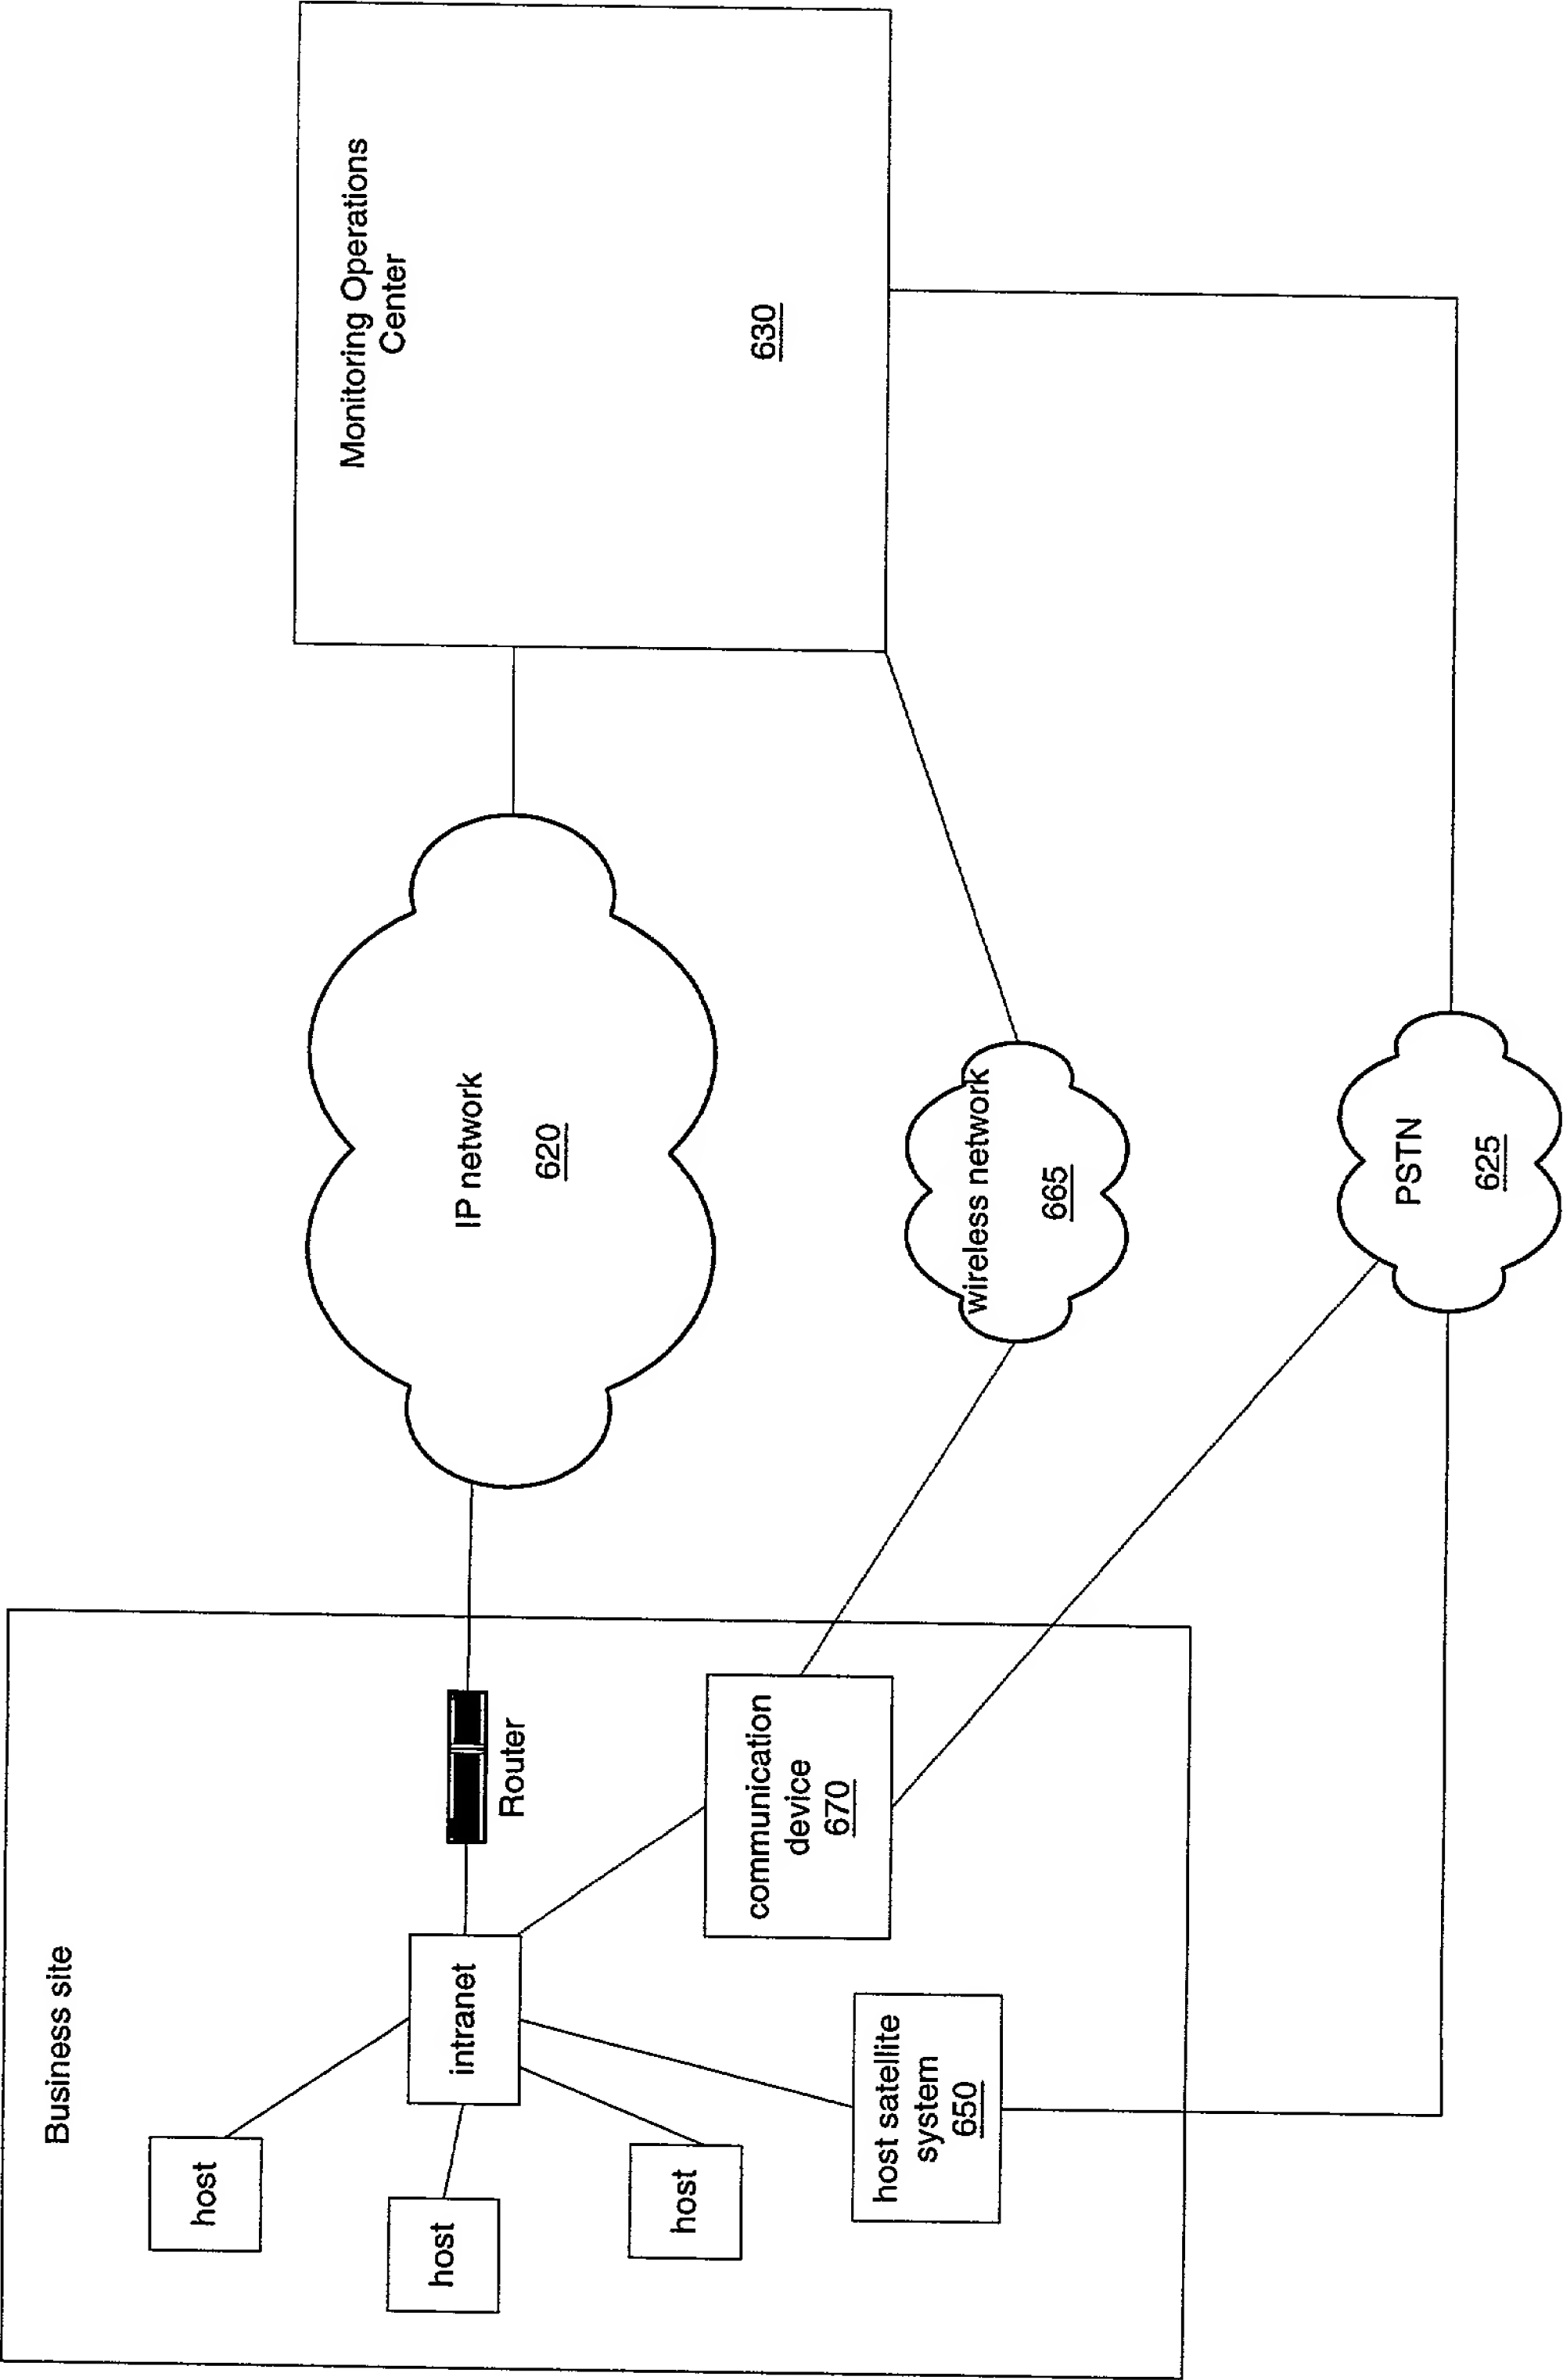 Business site
host
host
host
intranet
Router
host satellite
system
650
communication
device
670
IP network
620
wireless network
665
PSTN
625
Monitoring Operations
Center
630